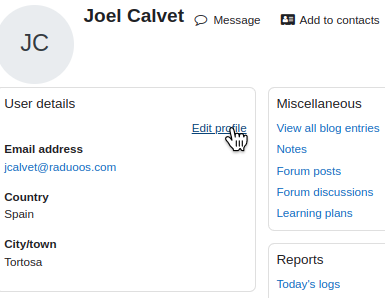 JC
Joel Calvet
Message
Add to contacts
User details
Edit profile
Email address
jcalvet@raduoos.com
Country
Spain
City/town
Tortosa
Miscellaneous
View all blog entries
Notes
Forum posts
Forum discussions
Learning plans
Reports
Today's logs